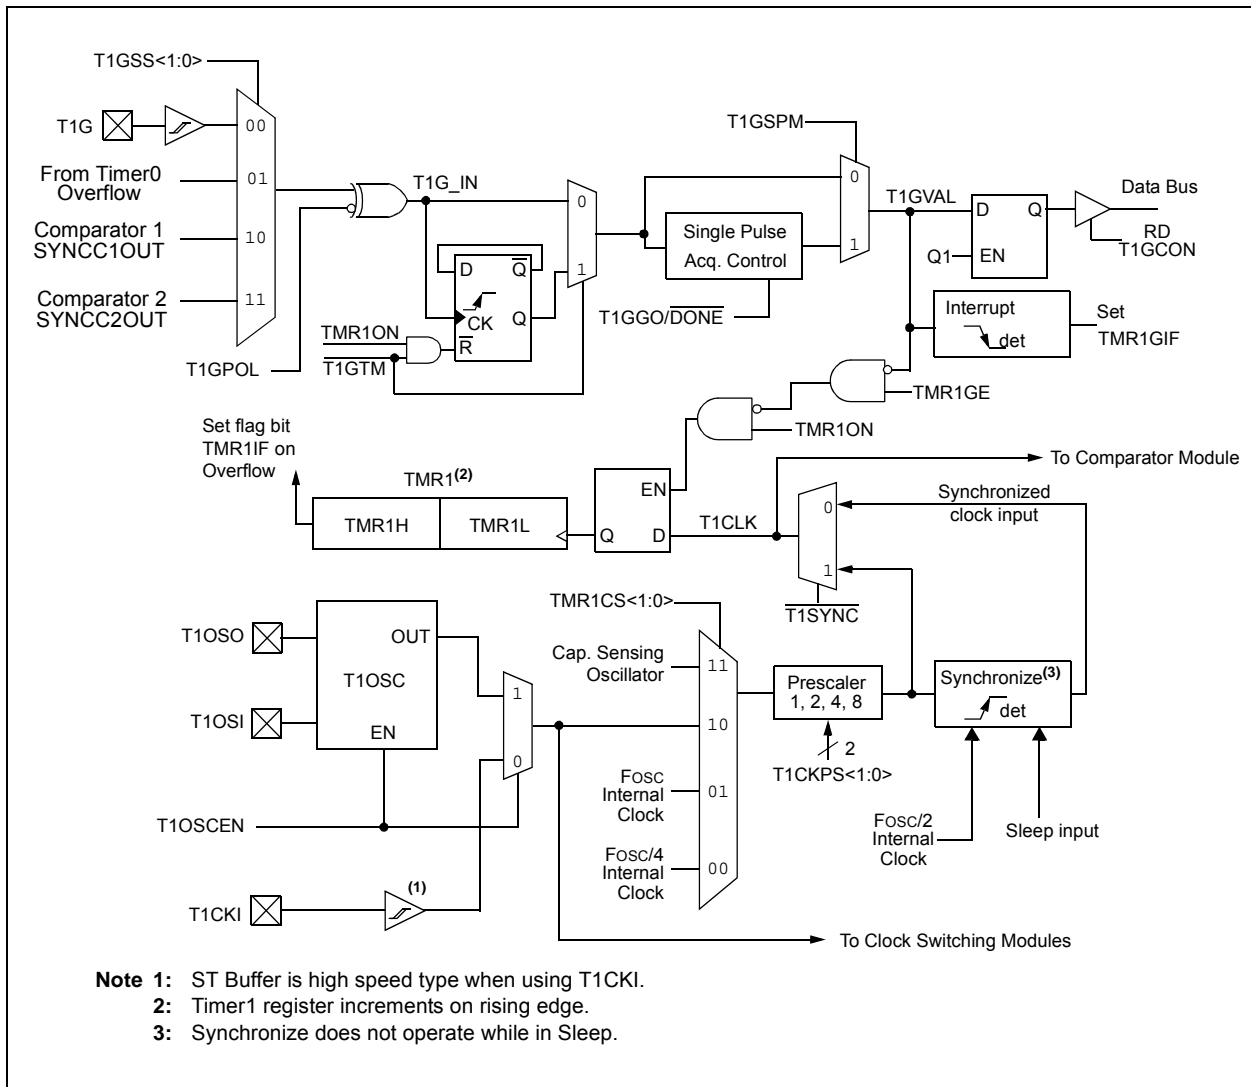 T1GSS<1:0>
T1G
00
From Timer0
Overflow
01
Comparator 1
SYNCC1OUT
10
Comparator 2
SYNCC2OUT
11
T1GPOL
T1G_IN
0
1
D
Q
CK
Q
R
TMR1ON
T1GTM
T1GSPM
0
1
Single Pulse
Acq. Control
T1GGO/DONE
T1GVAL
D
Q
Q1
EN
Data Bus
RD
T1GCON
Interrupt
det
Set
TMR1GIF
TMR1GE
TMR1ON
Set flag bit
TMR1IF on
Overflow
TMR1(2)
TMR1H
TMR1L
EN
Q
D
T1CLK
To Comparator Module
0
1
Synchronized
clock input
T1SYNC
T1OSO
OUT
T1OSC
T1OSI
EN
1
0
T1OSCEN
T1CKI
(1)
TMR1CS<1:0>
Cap. Sensing
Oscillator
11
10
FOSC
Internal
Clock
01
FOSC/4
Internal
Clock
00
Prescaler
1, 2, 4, 8
2
T1CKPS<1:0>
Synchronize(3)
det
FOSC/2
Internal
Clock
Sleep input
To Clock Switching Modules
Note 1: ST Buffer is high speed type when using T1CKI.
2: Timer1 register increments on rising edge.
3: Synchronize does not operate while in Sleep.